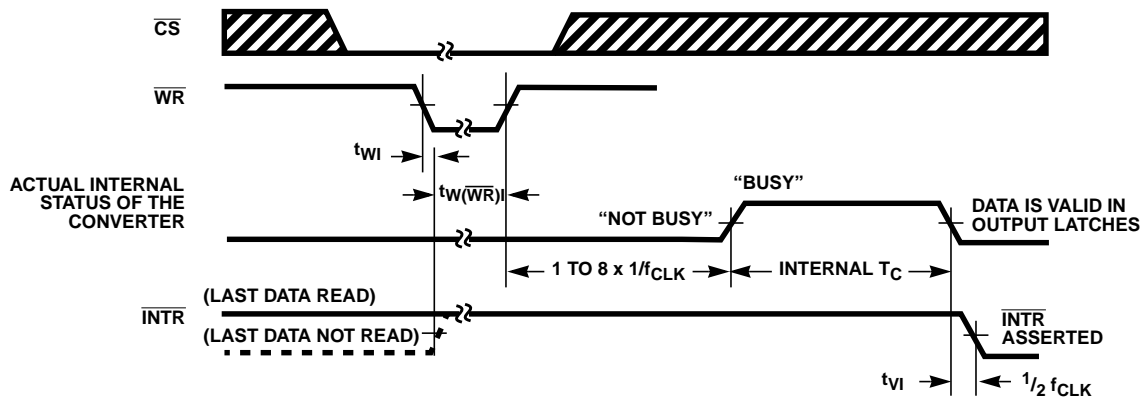 CS
WR
tWI
tW(WR)I
ACTUAL INTERNAL
STATUS OF THE
CONVERTER
"BUSY"
"NOT BUSY"
DATA IS VALID IN
OUTPUT LATCHES
1 TO 8 x 1/fCLK
INTERNAL TC
(LAST DATA READ)
INTR
(LAST DATA NOT READ)
INTR
ASSERTED
tVI
1/2 fCLK